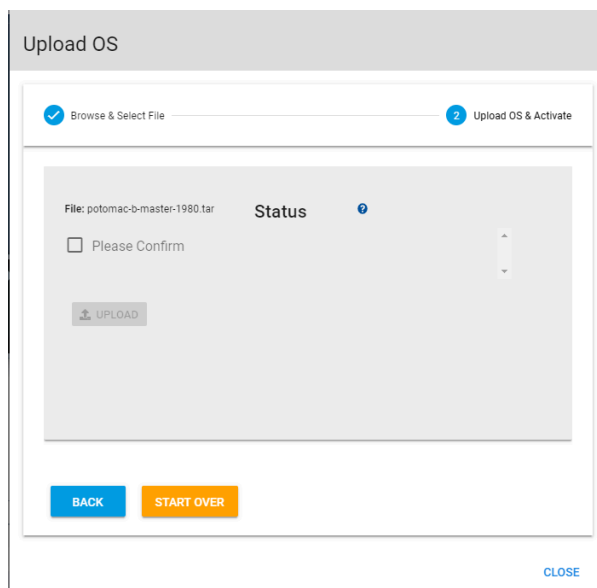 Upload OS
Browse & Select File
2 Upload OS & Activate
File: potomac-b-master-1980.tar
Status
?
Please Confirm
UPLOAD
BACK
START OVER
CLOSE